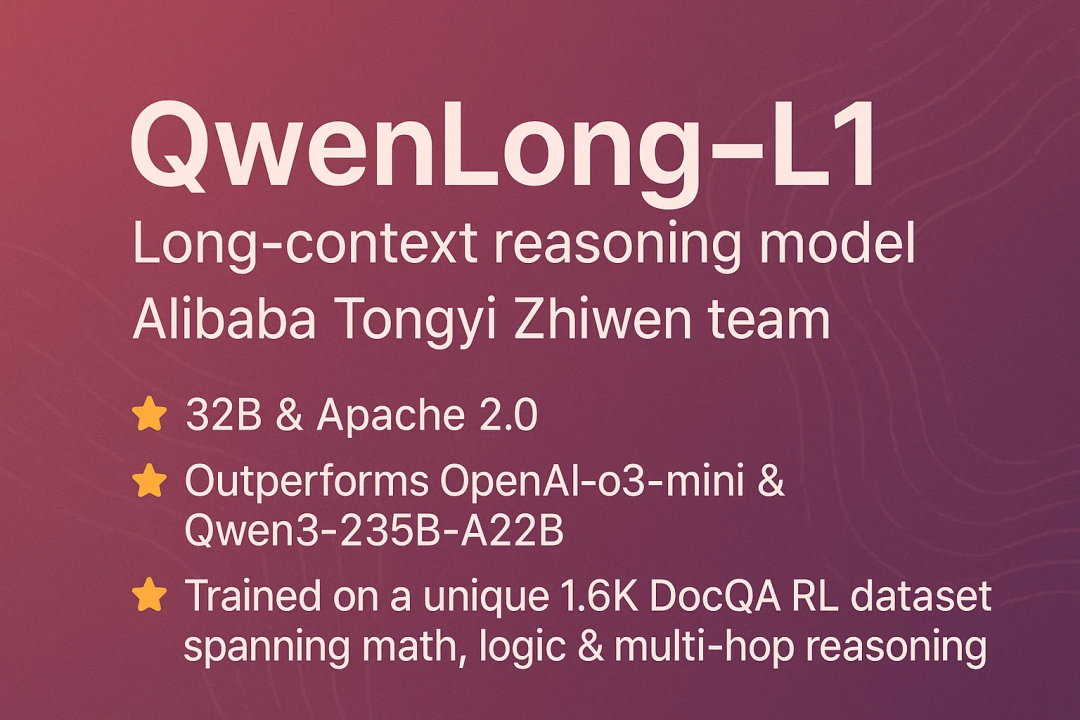 QwenLong-L1
Long-context reasoning model
Alibaba Tongyi Zhiwen team
32B & Apache 2.0
Outperforms OpenAI-o3-mini &
Qwen3-235B-A22B
Trained on a unique 1.6K DocQA RL dataset
spanning math, logic & multi-hop reasoning